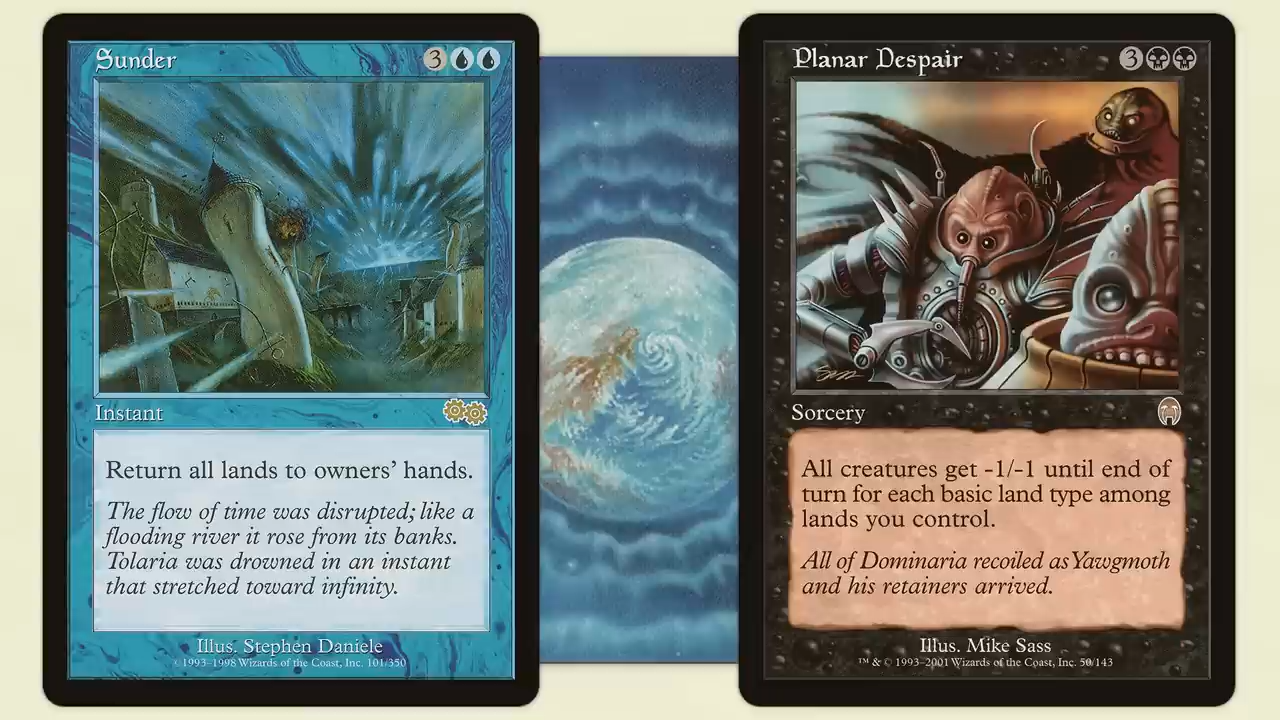 Sunder
3
Instant
Return all lands to owners’ hands.
The flow of time was disrupted; like a
flooding river it rose from its banks.
Tolaria was drowned in an instant
that stretched toward infinity.
Illus. Stephen Daniele
© 1993-1998 Wizards of the Coast, Inc. 101/350
Planar Despair
3
Sorcery
All creatures get -1/-1 until end of
turn for each basic land type among
lands you control.
All of Dominaria recoiled as Yawgmoth
and his retainers arrived.
Illus. Mike Sass
™ & © 1993-2001 Wizards of the Coast, Inc. 50/143